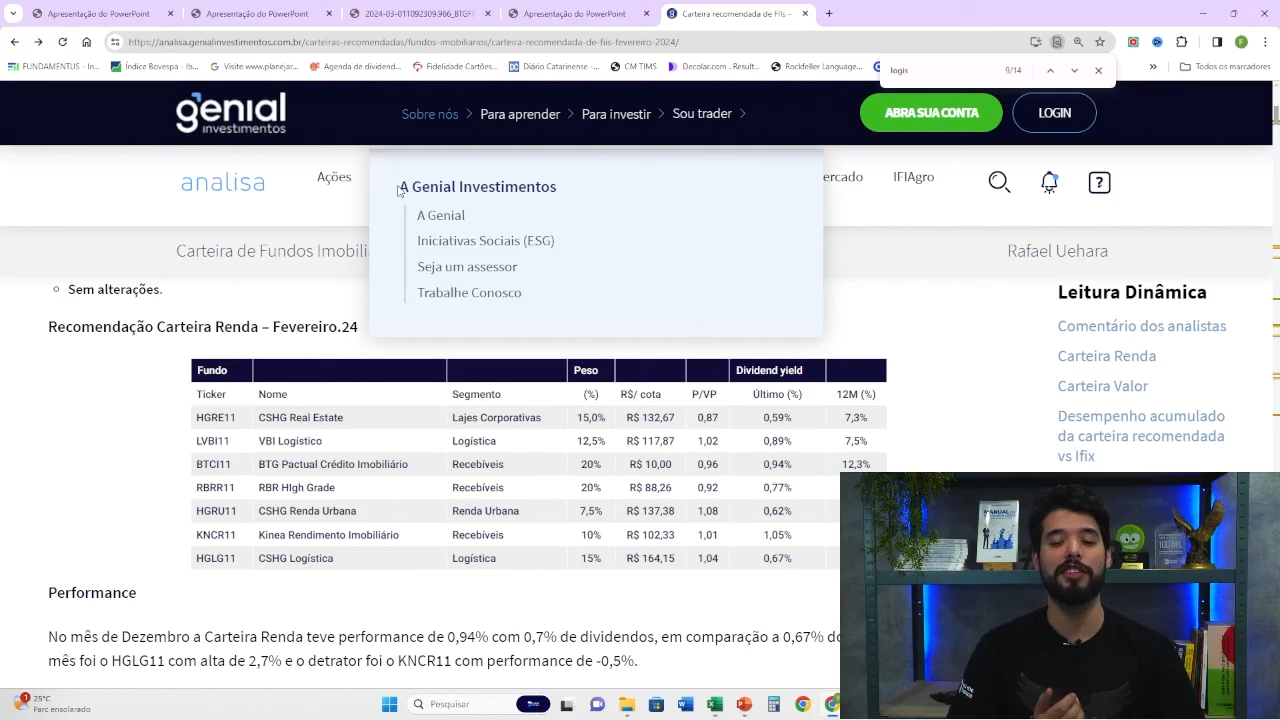 Apresentação do PowerPoint
2024-03-01T092309.966.BTGFI
Apresentação do PowerPoint
Carteira recomendada de FIIs
https://analisa.genialinvestimentos.com.br/carteiras-recomendadas/fundos-imobiliarios/carteira-recomendada-de-fiis-fevereiro-2024/
FUNDAMENTUS - In...
Índice Bovespa - Ib...
Visite www.planejar...
Agenda de dividend...
Fidelidade Cartões...
Diário Catarinense -...
CM TIMS
Decolar.com - Result...
Rockfeller Language...
Todos os marcadores
logis
9/14
genial
investimentos
Sobre nós
Para aprender
Para investir
Sou trader
ABRA SUA CONTA
LOGIN
analisa
Ações
ercado
IFIAgro
A Genial Investimentos
A Genial
Iniciativas Sociais (ESG)
Seja um assessor
Trabalhe Conosco
Carteira de Fundos Imobili
Rafael Uehara
Sem alterações.
Recomendação Carteira Renda – Fevereiro.24
Leitura Dinâmica
Comentário dos analistas
Carteira Renda
Carteira Valor
Desempenho acumulado
da carteira recomendada
vs Ifix
Fundo Peso Dividend yield
Ticker Nome Segmento (%) R$/ cota P/VP Último (%) 12M (%)
HGRE11 CSHG Real Estate Lajes Corporativas 15,0% R$ 132,67 0,87 0,59% 7,3%
LVBI11 VBI Logístico Logística 12,5% R$ 117,87 1,02 0,89% 7,5%
BTCI11 BTG Pactual Crédito Imobiliário Recebíveis 20% R$ 10,00 0,96 0,94% 12,3%
RBRR11 RBR HIgh Grade Recebíveis 20% R$ 88,26 0,92 0,77%
HGRU11 CSHG Renda Urbana Renda Urbana 7,5% R$ 137,38 1,08 0,62%
KNCR11 Kinea Rendimento Imobiliário Recebíveis 10% R$ 102,33 1,01 1,05%
HGLG11 CSHG Logística Logística 15% R$ 164,15 1,04 0,67%
Performance
No mês de Dezembro a Carteira Renda teve performance de 0,94% com 0,7% de dividendos, em comparação a 0,67% do
mês foi o HGLG11 com alta de 2,7% e o detrator foi o KNCR11 com performance de -0,5%.
MANUAL DO
100 ML
25°C
Parc ensolarado
Pesquisar